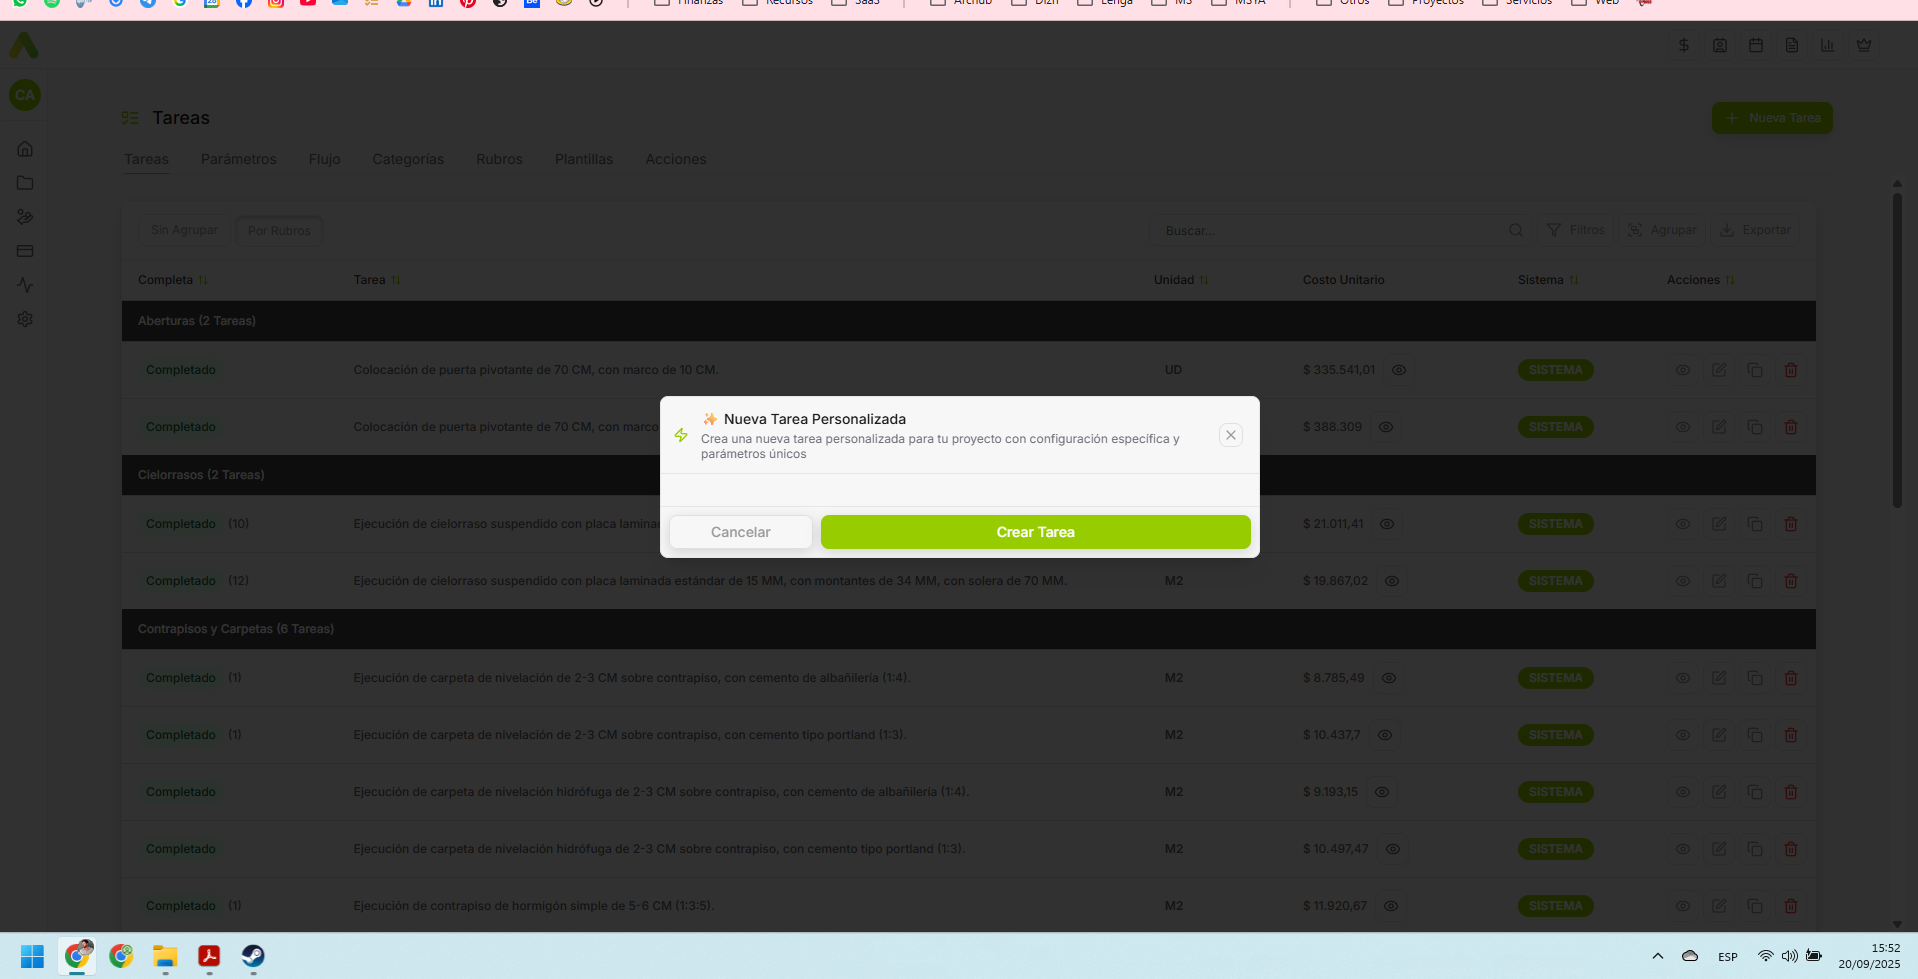 Finanzas
Recursos
SaaS
Archub
Dizñ
Lenga
MS
MSYA
Otros
Proyectos
Servicios
Web
CA
Tareas
Nueva Tarea
Tareas
Parámetros
Flujo
Categorías
Rubros
Plantillas
Acciones
Sin Agrupar
Por Rubros
Buscar...
Filtros
Agrupar
Exportar
Completa
Tarea
Unidad
Costo Unitario
Sistema
Acciones
Aberturas (2 Tareas)
Completado
Colocación de puerta pivotante de 70 CM, con marco de 10 CM.
UD
$ 335.541,01
SISTEMA
Completado
Colocación de puerta pivotante de 70 CM, con marco
$ 388.309
SISTEMA
✨ Nueva Tarea Personalizada
Crea una nueva tarea personalizada para tu proyecto con configuración específica y
parámetros únicos
Cancelar
Crear Tarea
Cielorrasos (2 Tareas)
Completado (10)
Ejecución de cielorraso suspendido con placa lamina
$ 21.011,41
SISTEMA
Completado (12)
Ejecución de cielorraso suspendido con placa laminada estándar de 15 MM, con montantes de 34 MM, con solera de 70 MM.
M2
$ 19.867,02
SISTEMA
Contrapisos y Carpetas (6 Tareas)
Completado (1)
Ejecución de carpeta de nivelación de 2-3 CM sobre contrapiso, con cemento de albañilería (1:4).
M2
$ 8.785,49
SISTEMA
Completado (1)
Ejecución de carpeta de nivelación de 2-3 CM sobre contrapiso, con cemento tipo portland (1:3).
M2
$ 10.437,7
SISTEMA
Completado
Ejecución de carpeta de nivelación hidrófuga de 2-3 CM sobre contrapiso, con cemento de albañilería (1:4).
M2
$ 9.193,15
SISTEMA
Completado
Ejecución de carpeta de nivelación hidrófuga de 2-3 CM sobre contrapiso, con cemento tipo portland (1:3).
M2
$ 10.497,47
SISTEMA
Completado (1)
Ejecución de contrapiso de hormigón simple de 5-6 CM (1:3:5).
M2
$ 11.920,67
SISTEMA
ESP
15:52
20/09/2025